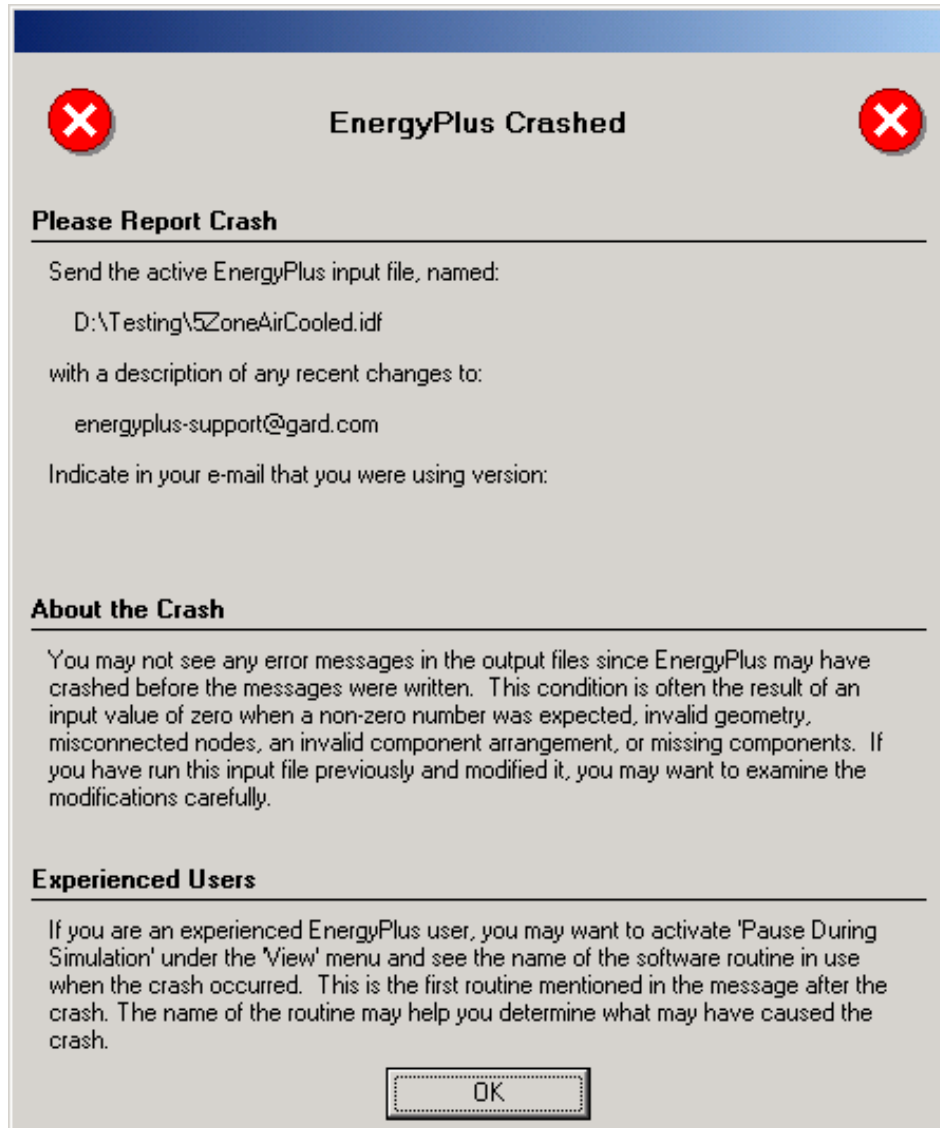 EnergyPlus Crashed
Please Report Crash
Send the active EnergyPlus input file, named:
D:\Testing\5ZoneAirCooled.idf
with a description of any recent changes to:
energyplus-support@gard.com
Indicate in your e-mail that you were using version:
About the Crash
You may not see any error messages in the output files since EnergyPlus may have
crashed before the messages were written.  This condition is often the result of an
input value of zero when a non-zero number was expected, invalid geometry,
misconnected nodes, an invalid component arrangement, or missing components.  If
you have run this input file previously and modified it, you may want to examine the
modifications carefully.
Experienced Users
If you are an experienced EnergyPlus user, you may want to activate 'Pause During
Simulation' under the 'View' menu and see the name of the software routine in use
when the crash occurred.  This is the first routine mentioned in the message after the
crash. The name of the routine may help you determine what may have caused the
crash.
OK